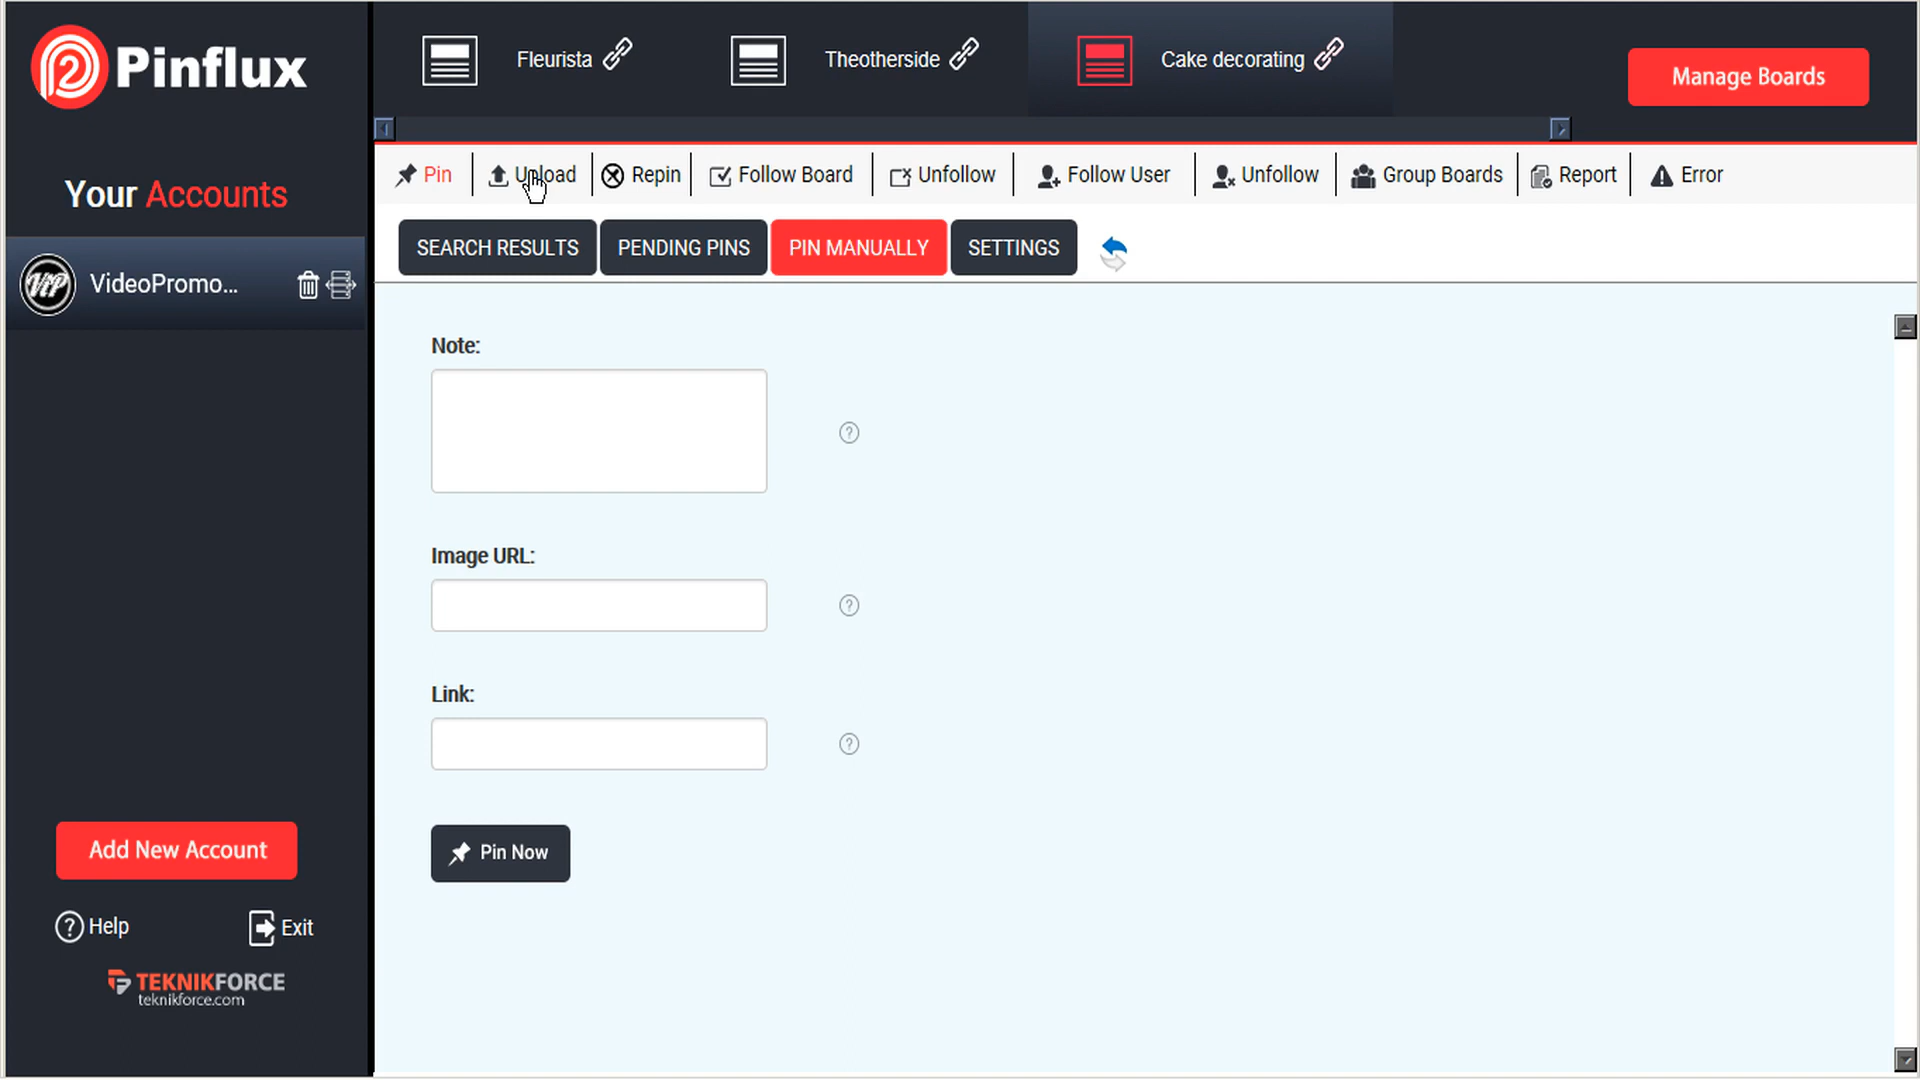 Pinflux
Fleurista
Theotherside
Cake decorating
Manage Boards
Your Accounts
Pin
Upload
Repin
Follow Board
Unfollow
Follow User
Unfollow
Group Boards
Report
Error
SEARCH RESULTS
PENDING PINS
PIN MANUALLY
SETTINGS
VIP
VideoPromo...
Note:
?
Image URL:
?
Link:
?
Pin Now
Add New Account
? Help
Exit
TEKNIKFORCE
teknikforce.com